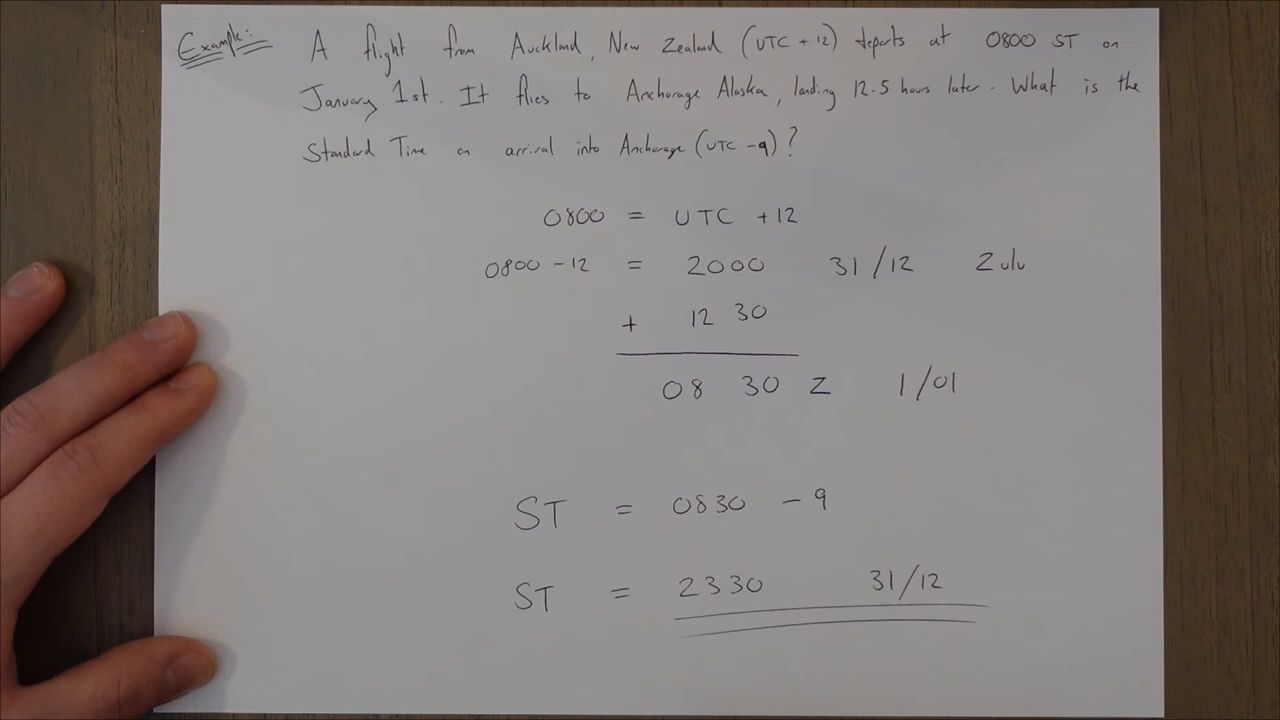 Example: A flight from Auckland, New Zealand (UTC + 12) departs at 0800 ST on
January 1st. It flies to Anchorage Alaska, landing 12.5 hours later. What is the
Standard Time on arrival into Anchorage (UTC -9)?
0800 = UTC +12
0800 - 12 = 2000 31/12 Zulu
+ 12 30
08 30 Z 1/01
ST = 0830 - 9
ST = 2330 31/12